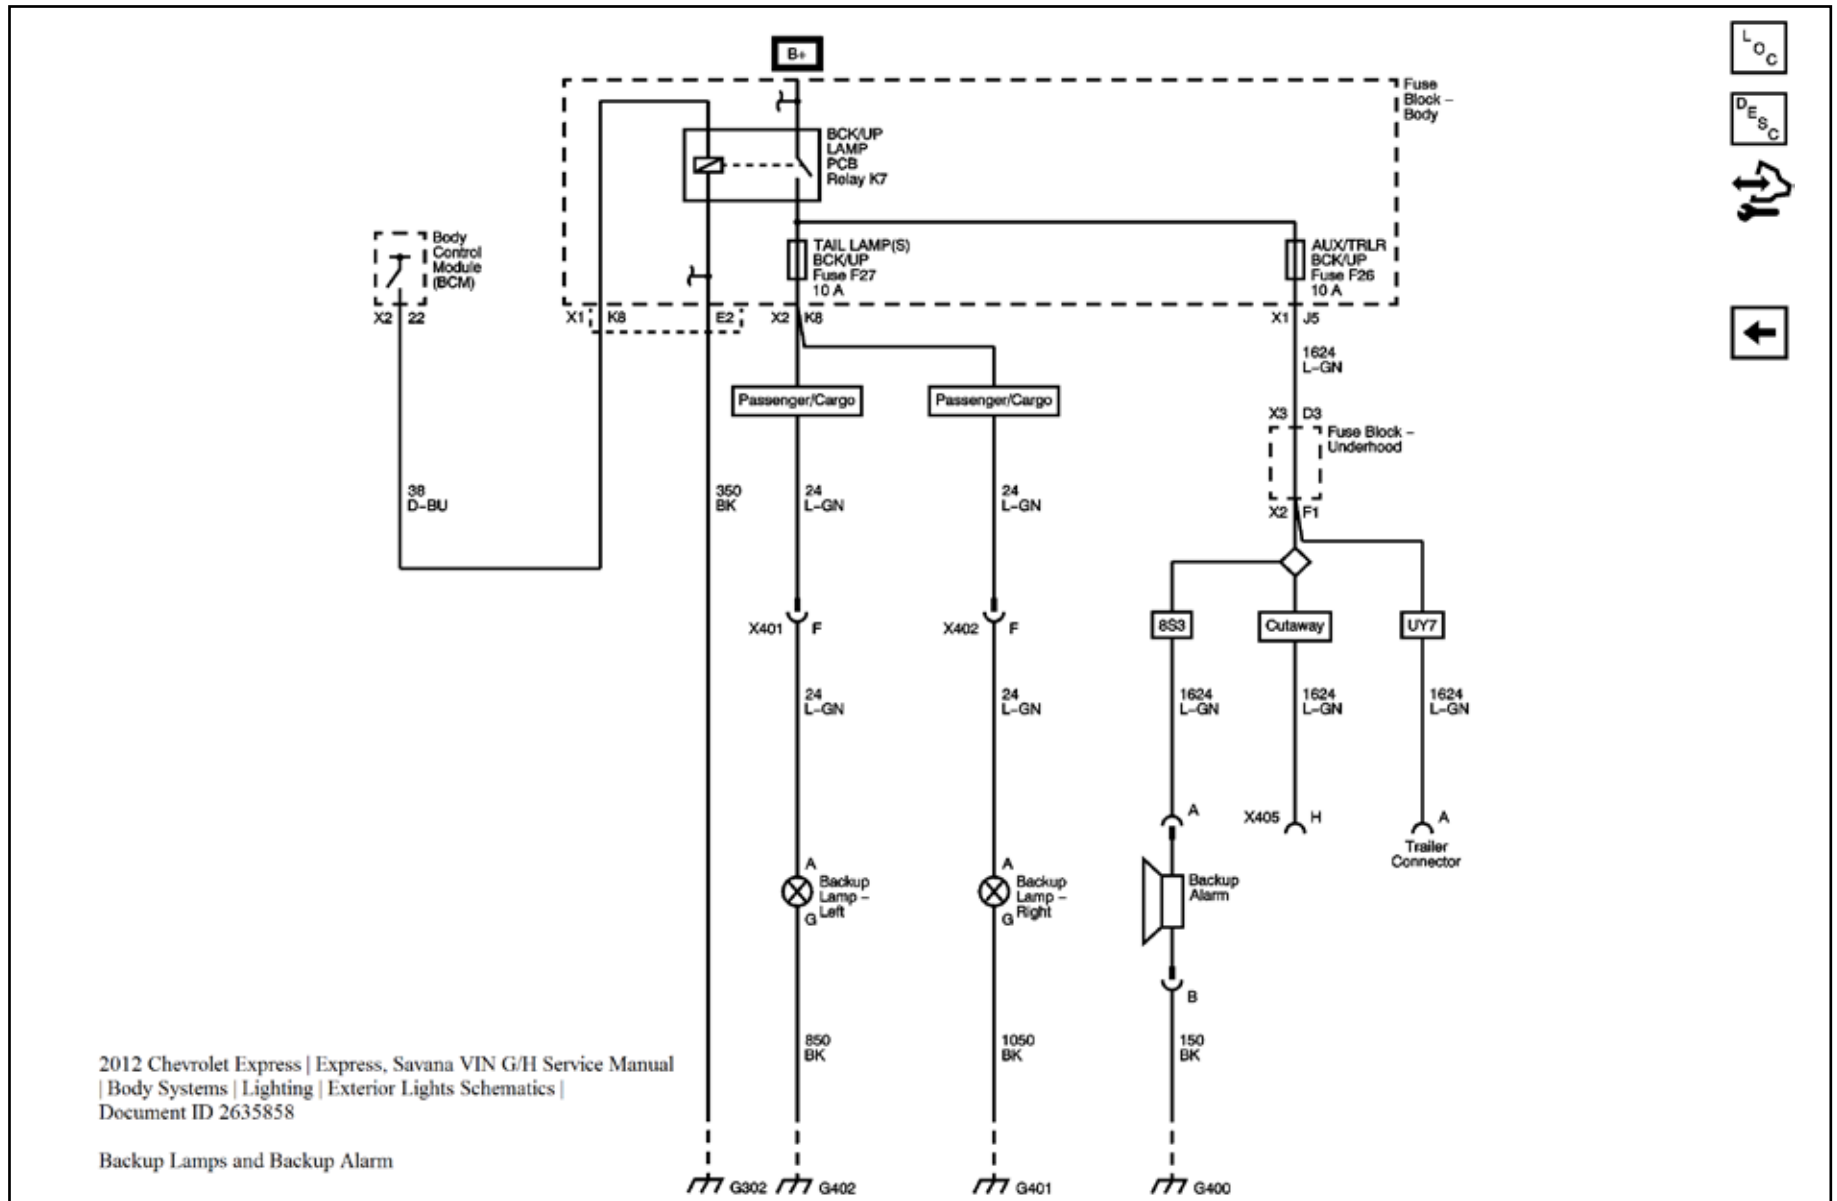 B+
L
O
C
D
E
S
C
Fuse
Block –
Body
BCK/UP
LAMP
PCB
Relay K7
Body
Control
Module
(BCM)
TAIL LAMP(S)
BCK/UP
Fuse F27
10 A
AUX/TRLR
BCK/UP
Fuse F26
10 A
X2 22
X1 K8
E2
X2 K8
X1 J5
1624
L–GN
Passenger/Cargo
Passenger/Cargo
X3 D3
Fuse Block –
Underhood
38
D–BU
350
BK
24
L–GN
24
L–GN
X2 F1
X401 F
X402 F
8S3
Cutaway
UY7
24
L–GN
24
L–GN
1624
L–GN
1624
L–GN
1624
L–GN
A
X405 H
A
Trailer
Connector
A
Backup
Lamp –
Left
G
A
Backup
Lamp –
Right
G
Backup
Alarm
B
850
BK
1050
BK
150
BK
2012 Chevrolet Express | Express, Savana VIN G/H Service Manual
| Body Systems | Lighting | Exterior Lights Schematics |
Document ID 2635858
Backup Lamps and Backup Alarm
G302
G402
G401
G400